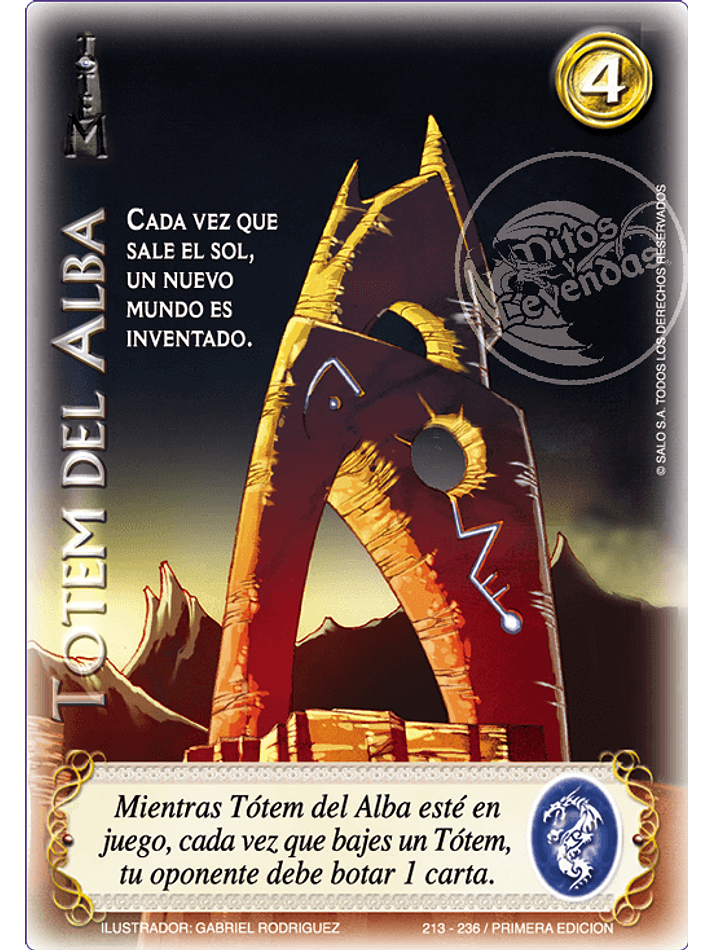 TOTEM
4
TOTEM DEL ALBA
CADA VEZ QUE
SALE EL SOL,
UN NUEVO
MUNDO ES
INVENTADO.
Mitos
y
Leyendas
© SALO S.A. TODOS LOS DERECHOS RESERVADOS
Mientras Tótem del Alba esté en
juego, cada vez que bajes un Tótem,
tu oponente debe botar 1 carta.
ILUSTRADOR: GABRIEL RODRIGUEZ
213 - 236 / PRIMERA EDICION